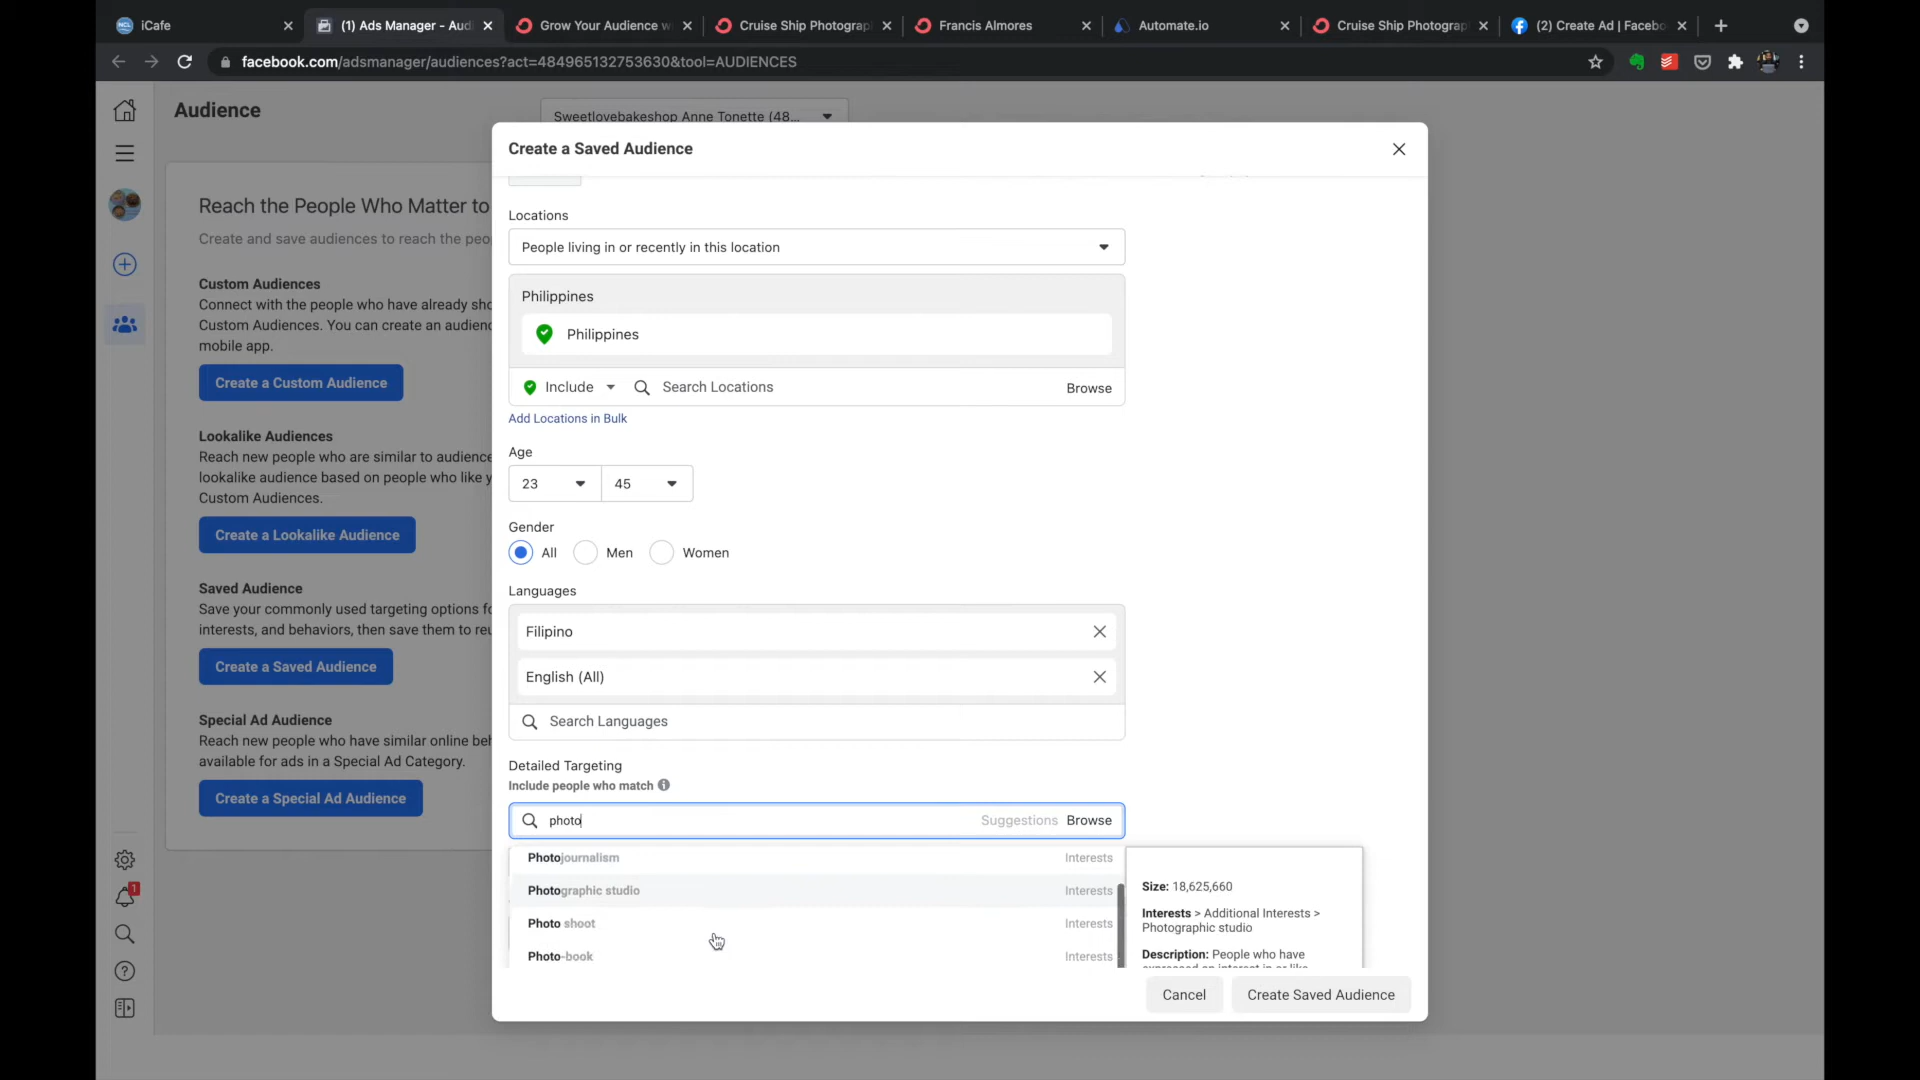 iCafe
(1) Ads Manager - Audi
Grow Your Audience w
Cruise Ship Photograp
Francis Almores
Automate.io
Cruise Ship Photograp
(2) Create Ad | Facebo
facebook.com/adsmanager/audiences?act=484965132753630&tool=AUDIENCES
Audience
Sweetlovebakeshop Anne Tonette (48...
Reach the People Who Matter to
Create and save audiences to reach the peop
Custom Audiences
Connect with the people who have already sho
Custom Audiences. You can create an audienc
mobile app.
Create a Custom Audience
Lookalike Audiences
Reach new people who are similar to audience
lookalike audience based on people who like y
Custom Audiences.
Create a Lookalike Audience
Saved Audience
Save your commonly used targeting options fo
interests, and behaviors, then save them to reu
Create a Saved Audience
Special Ad Audience
Reach new people who have similar online beh
available for ads in a Special Ad Category.
Create a Special Ad Audience
1
Create a Saved Audience
Locations
People living in or recently in this location
Philippines
Philippines
Include
Search Locations
Browse
Add Locations in Bulk
Age
23
45
Gender
All
Men
Women
Languages
Filipino
English (All)
Search Languages
Detailed Targeting
Include people who match
photo
Suggestions
Browse
Photojournalism
Interests
Photographic studio
Interests
Photo shoot
Interests
Photo-book
Interests
Size: 18,625,660
Interests > Additional Interests >
Photographic studio
Description: People who have
expressed an interest in or like
Cancel
Create Saved Audience